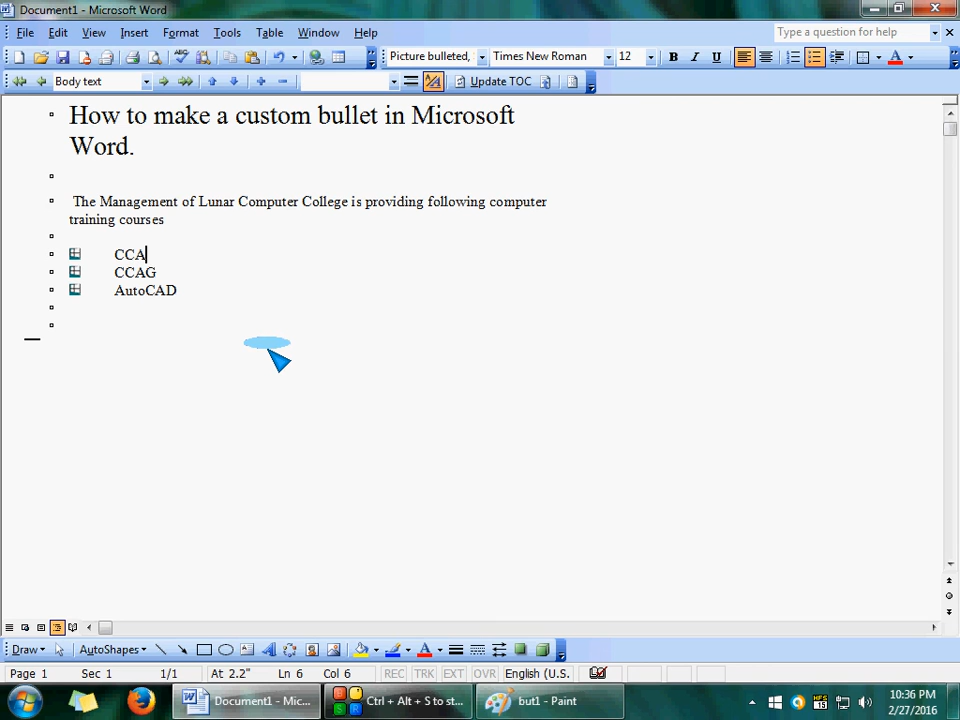 Document1 - Microsoft Word
File Edit View Insert Format Tools Table Window Help
Type a question for help
Picture bulleted, Times New Roman 12 B I U A
Body text Update TOC
How to make a custom bullet in Microsoft
Word.
The Management of Lunar Computer College is providing following computer
training courses
CCA
CCAG
AutoCAD
Draw AutoShapes A
Page 1 Sec 1 1/1 At 2.2" Ln 6 Col 6 REC TRK EXT OVR English (U.S.
Document1 - Mic... Ctrl + Alt + S to st... but1 - Paint
10:36 PM
2/27/2016